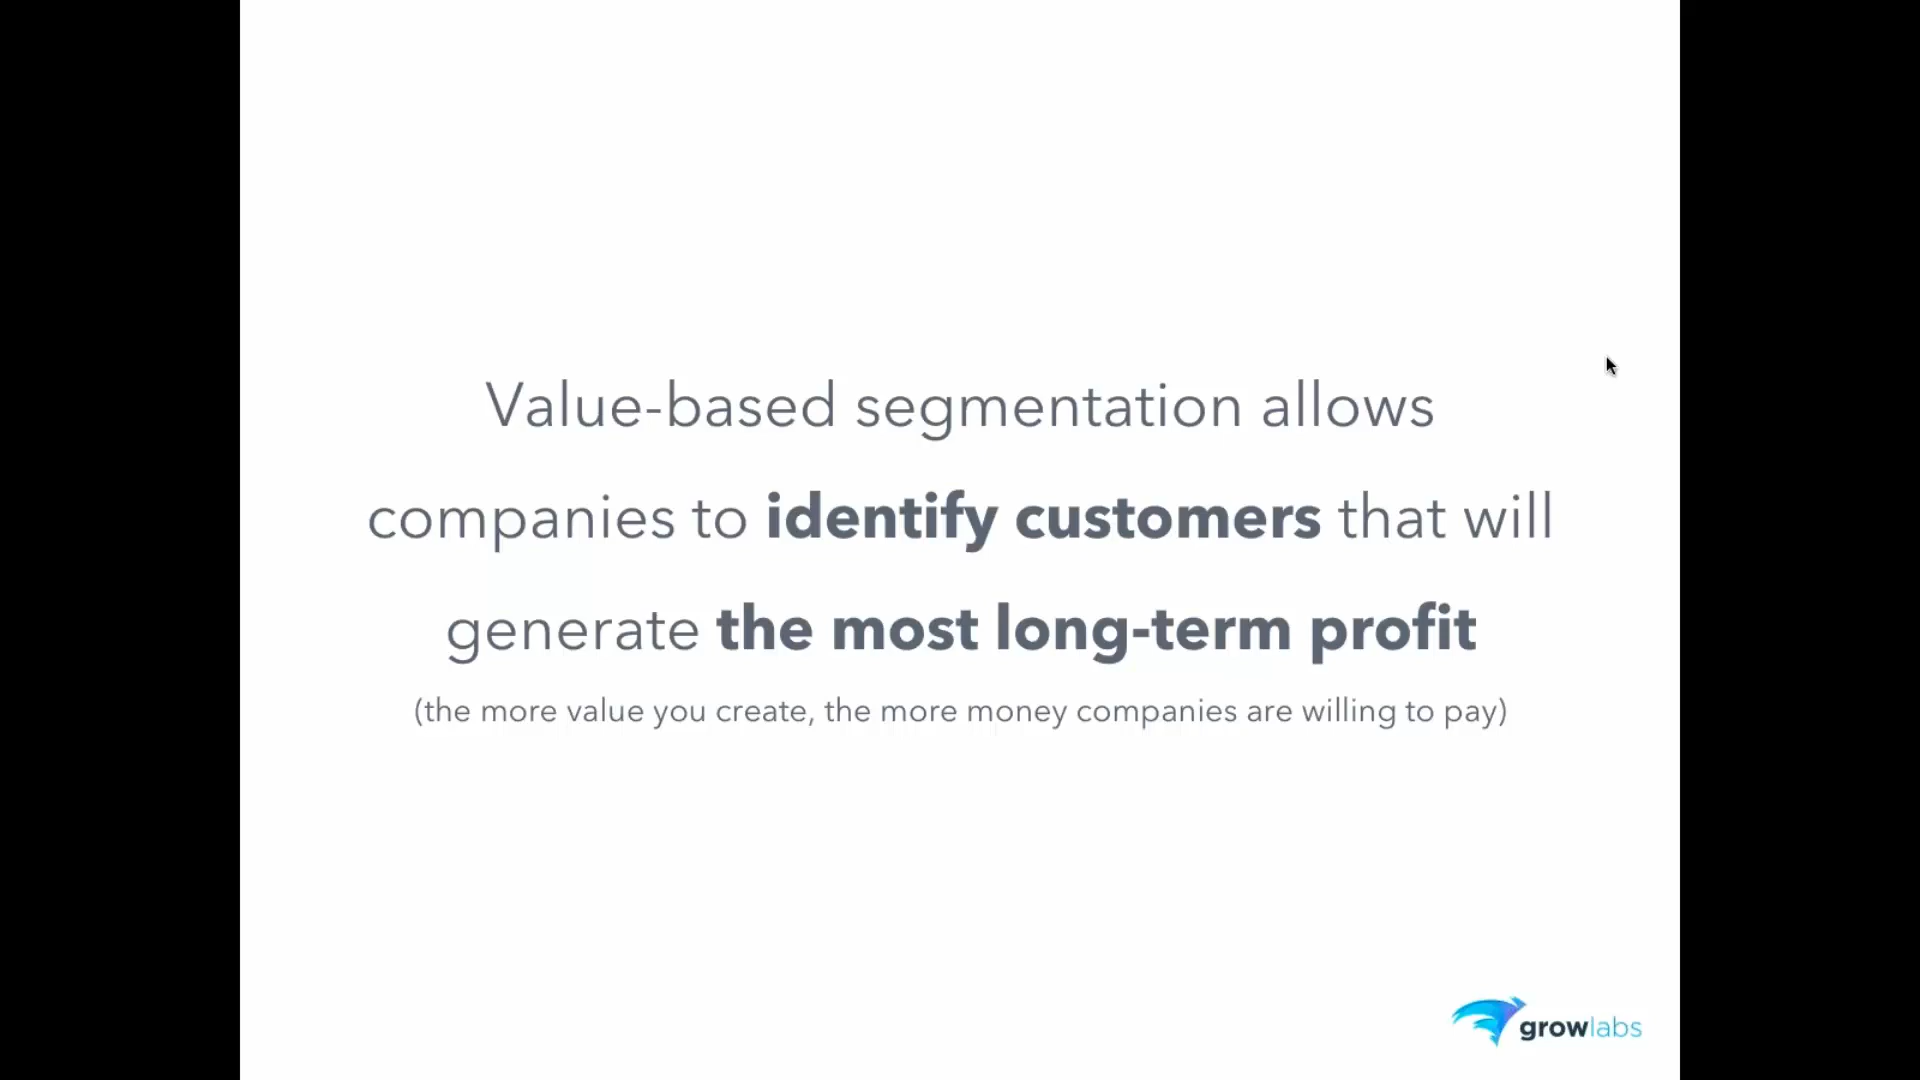 Value-based segmentation allows
companies to identify customers that will
generate the most long-term profit
(the more value you create, the more money companies are willing to pay)
growlabs